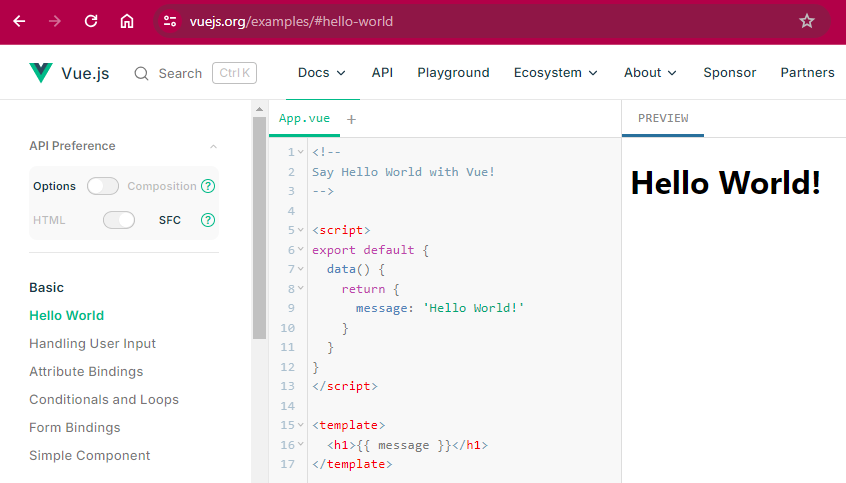 vuejs.org/examples/#hello-world
Vue.js Search Ctrl K Docs API Playground Ecosystem About Sponsor Partners
API Preference
Options Composition ?
HTML SFC ?
Basic
Hello World
Handling User Input
Attribute Bindings
Conditionals and Loops
Form Bindings
Simple Component
App.vue +
1 <!--
2 Say Hello World with Vue!
3 -->
4
5 <script>
6 export default {
7   data() {
8     return {
9       message: 'Hello World!'
10     }
11   }
12 }
13 </script>
14
15 <template>
16   <h1>{{ message }}</h1>
17 </template>
PREVIEW
Hello World!